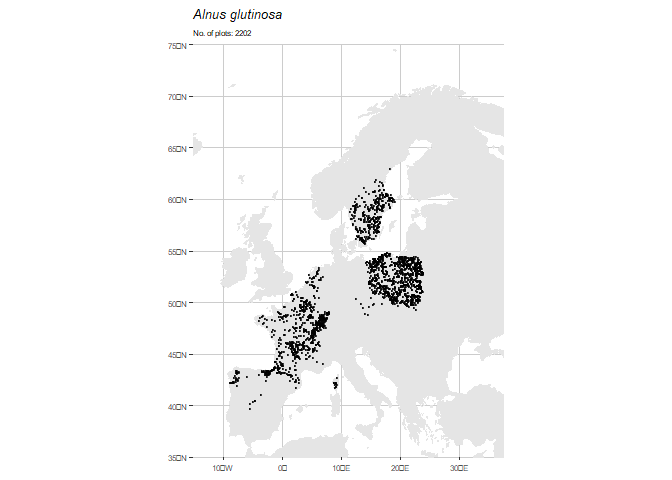 Alnus glutinosa
No. of plots: 2202
75□N
70□N
65□N
60□N
55□N
50□N
45□N
40□N
35□N
10□W 0□ 10□E 20□E 30□E